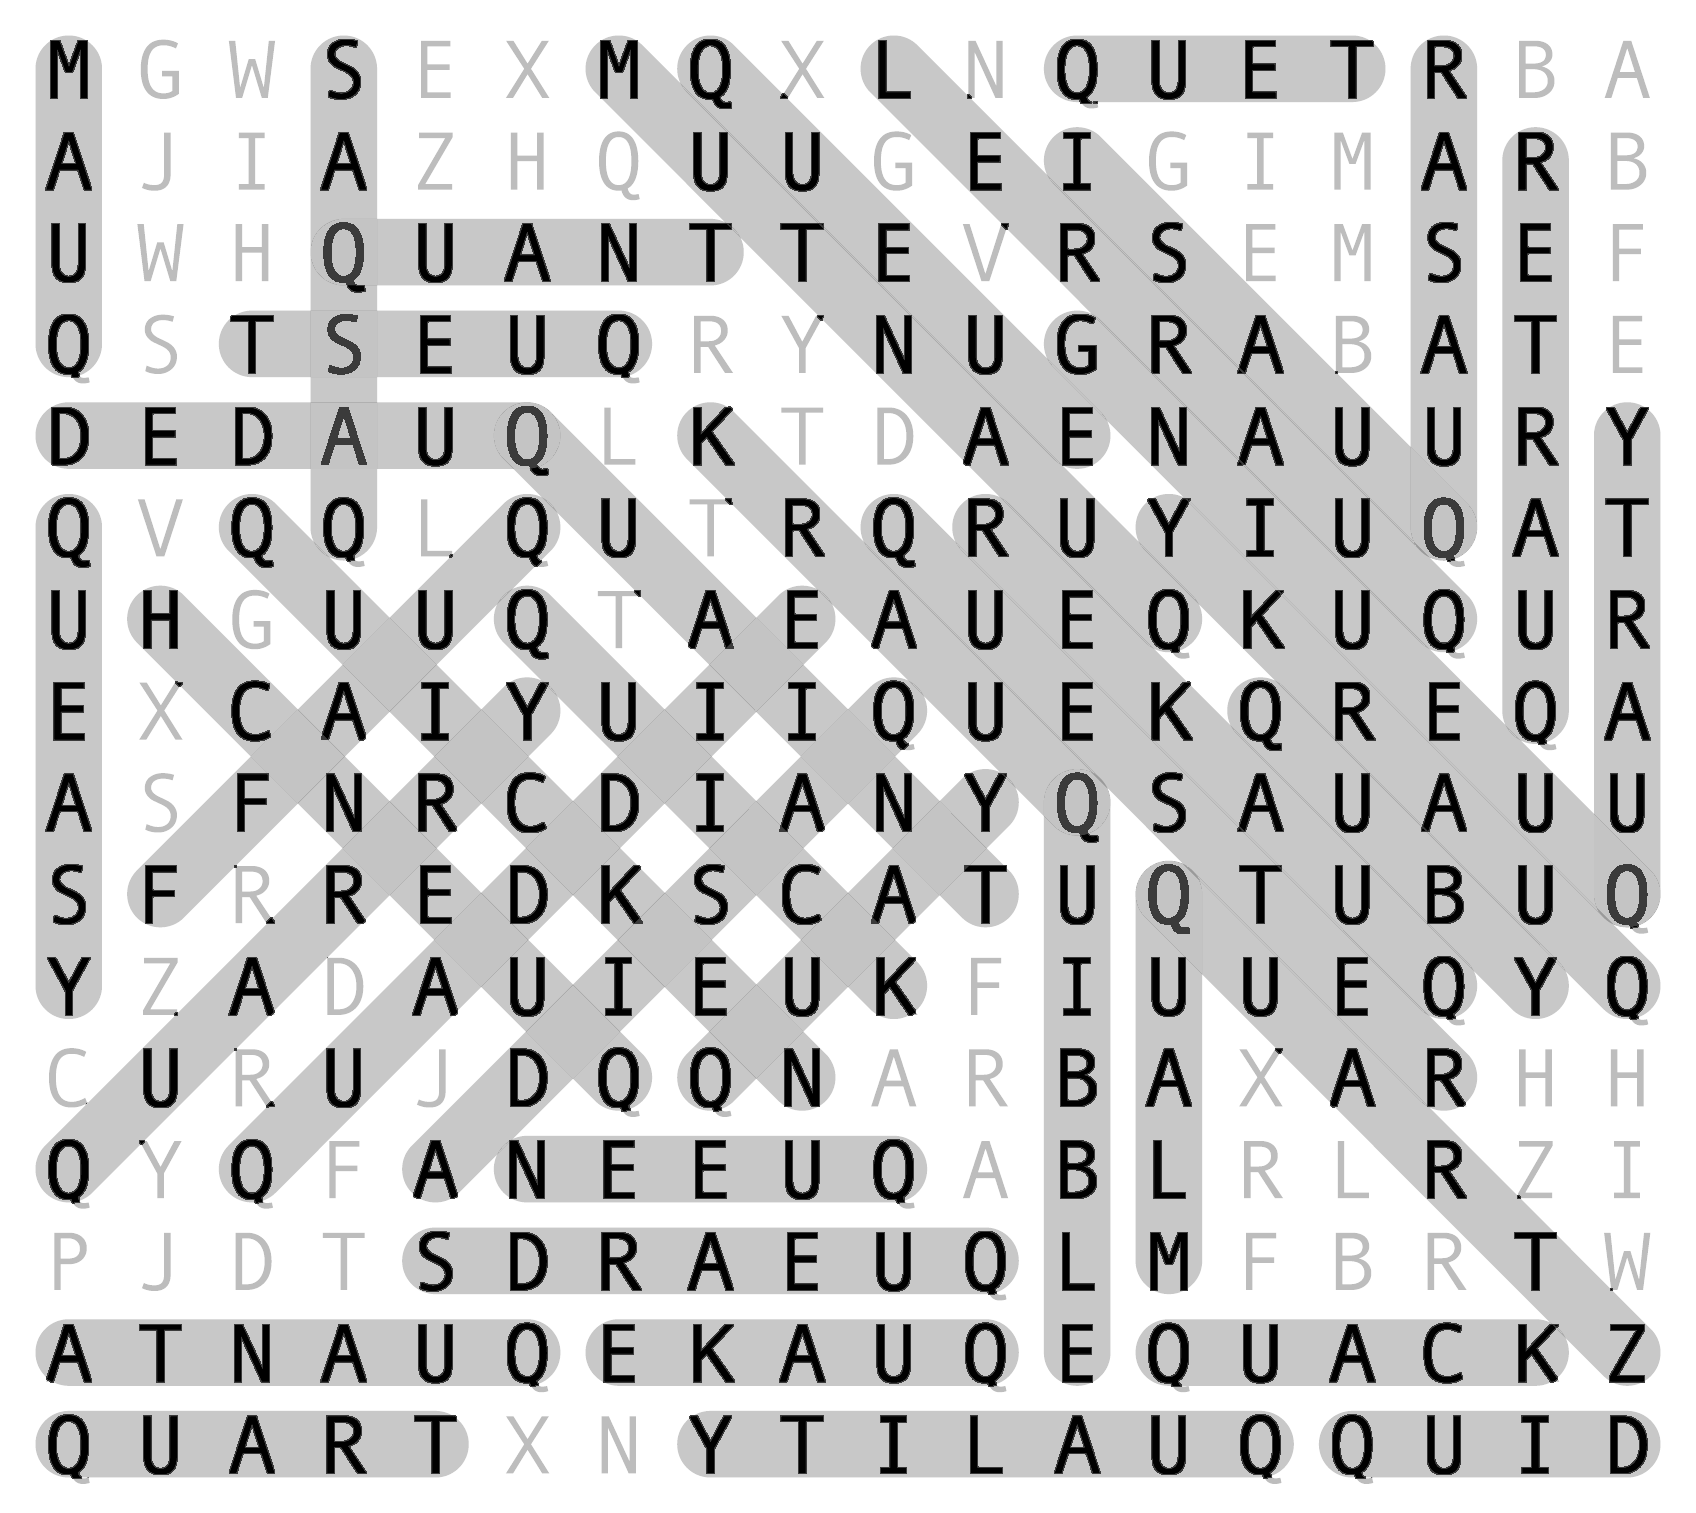 M G W S E X M Q X L N Q U E T R B A
A J I A Z H Q U U G E I G I M A R B
U W H Q U A N T T E V R S E M S E F
Q S T S E U Q R Y N U G R A B A T E
D E D A U Q L K T D A E N A U U R Y
Q V Q Q L Q U T R Q R U Y I U Q A T
U H G U U Q T A E A U E Q K U Q U R
E X C A I Y U I I Q U E K Q R E Q A
A S F N R C D I A N Y Q S A U A U U
S F R R E D K S C A T U Q T U B U Q
Y Z A D A U I E U K F I U U E Q Y Q
C U R U J D Q Q N A R B A X A R H H
Q Y Q F A N E E U Q A B L R L R Z I
P J D T S D R A E U Q L M F B R T W
A T N A U Q E K A U Q E Q U A C K Z
Q U A R T X N Y T I L A U Q Q U I D